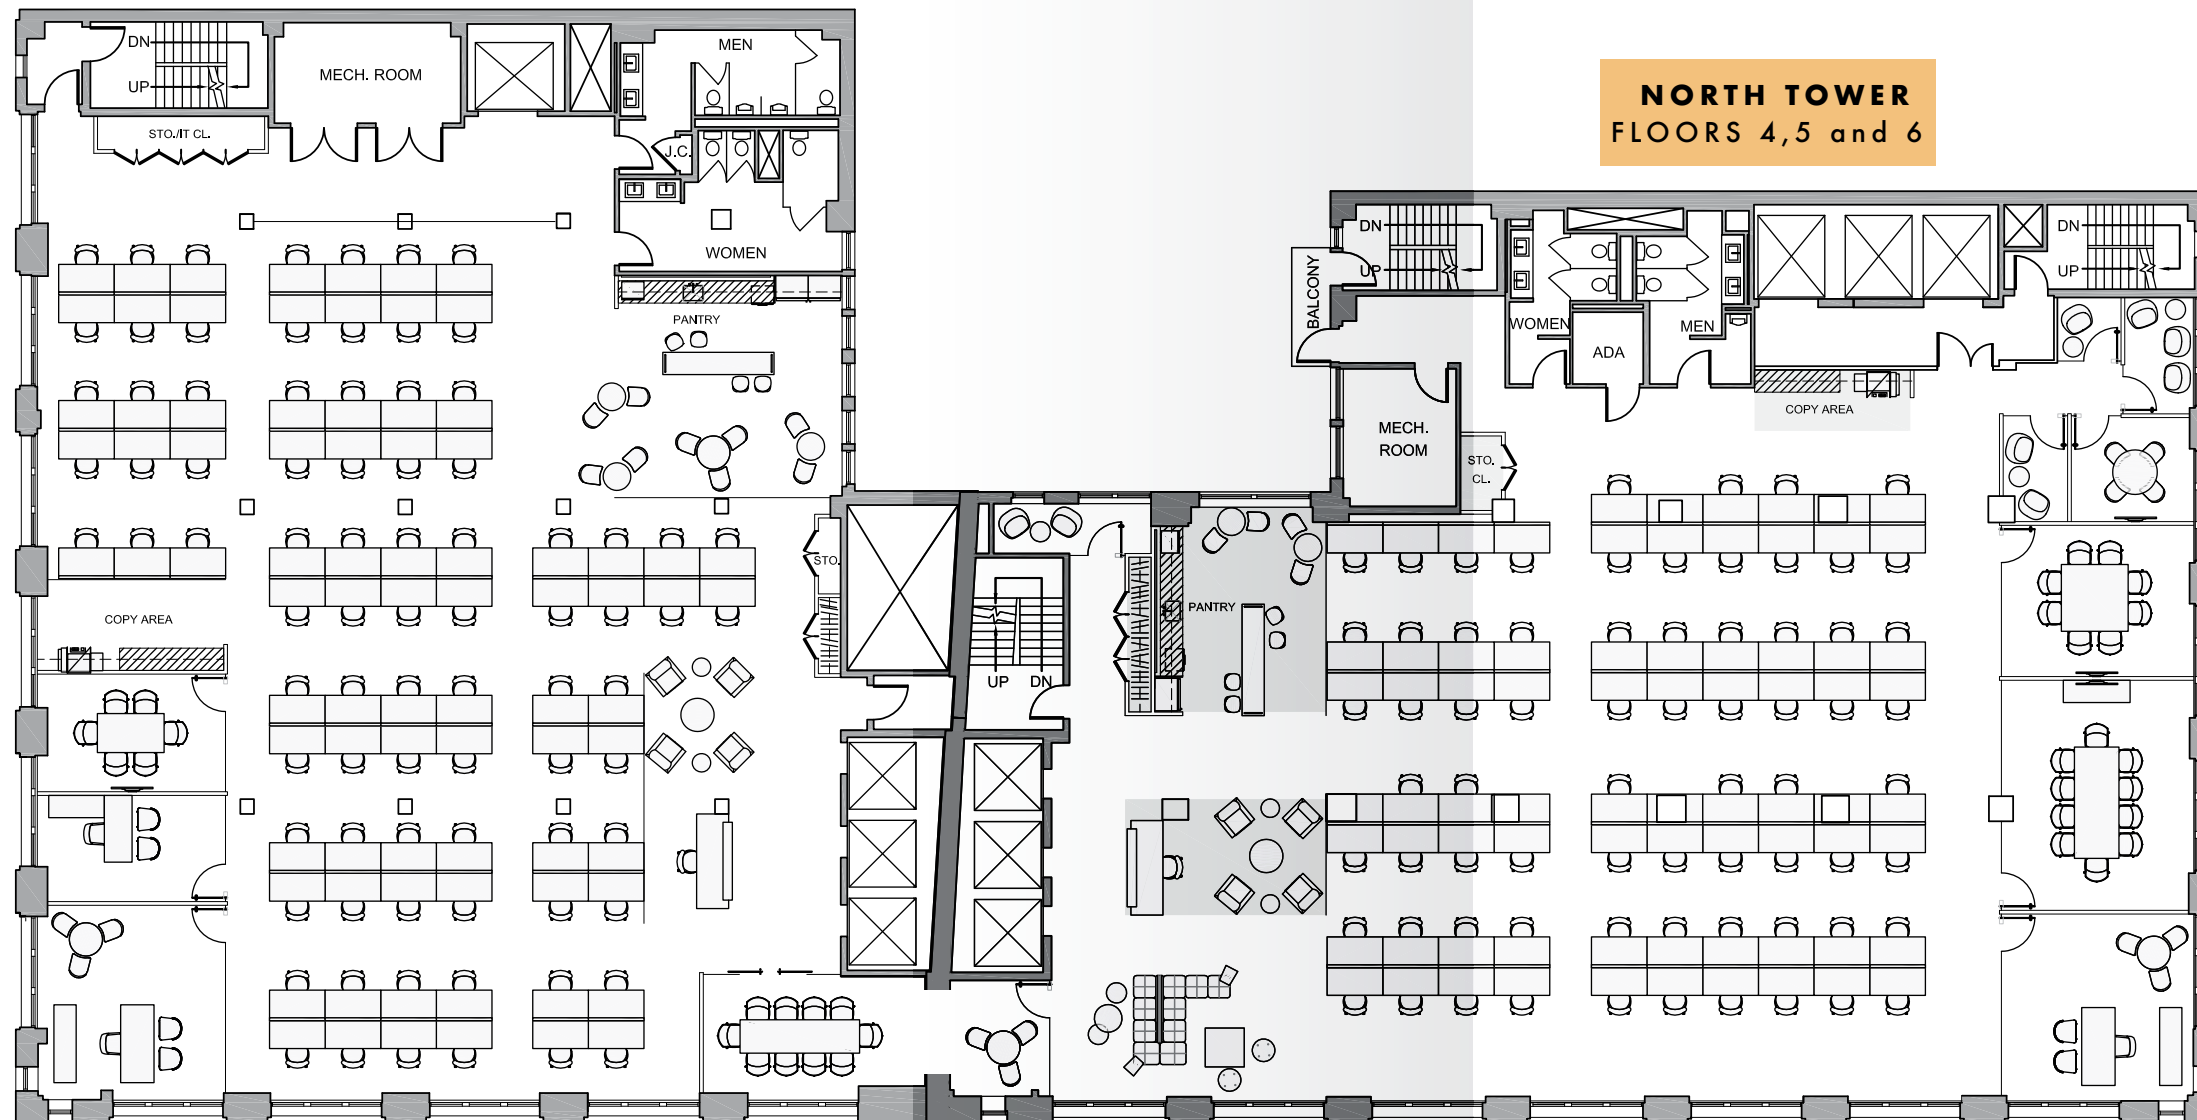 NORTH TOWER
FLOORS 4,5 and 6
DN
UP
MECH. ROOM
MEN
STO./IT CL.
J.C.
WOMEN
PANTRY
COPY AREA
STO.
UP DN
PANTRY
BALCONY
DN
UP
WOMEN
ADA
MEN
DN
UP
MECH.
ROOM
STO.
CL.
COPY AREA